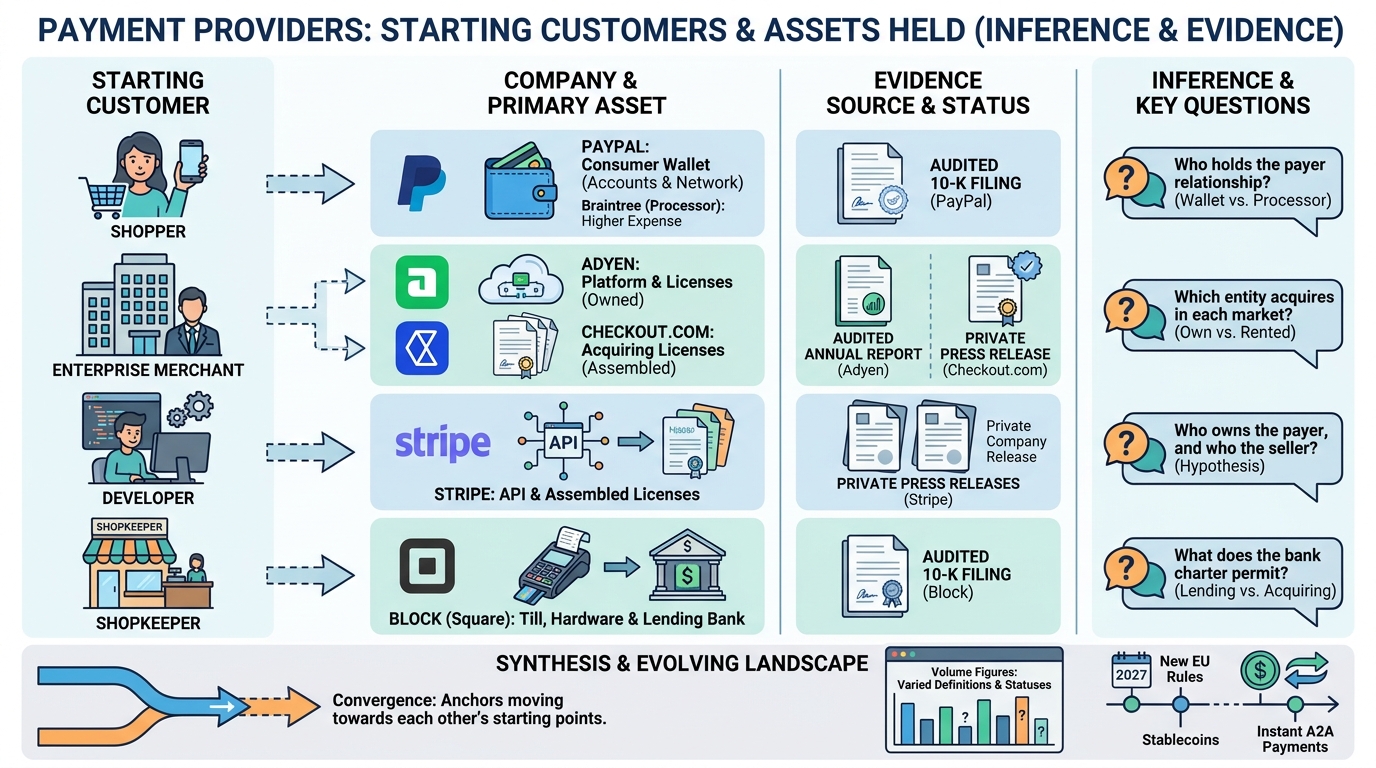 PAYMENT PROVIDERS: STARTING CUSTOMERS & ASSETS HELD (INFERENCE & EVIDENCE)
STARTING
CUSTOMER
COMPANY &
PRIMARY ASSET
EVIDENCE
SOURCE & STATUS
INFERENCE &
KEY QUESTIONS
SHOPPER
PAYPAL:
Consumer Wallet
(Accounts & Network)
Braintree (Processor):
Higher Expense
AUDITED
10-K FILING
(PayPal)
Who holds the payer
relationship?
(Wallet vs. Processor)
ENTERPRISE MERCHANT
a
ADYEN:
Platform & Licenses
(Owned)
CHECKOUT.COM:
Acquiring Licenses
(Assembled)
AUDITED
ANNUAL REPORT
(Adyen)
PRIVATE
PRESS RELEASE
(Checkout.com)
Which entity acquires
in each market?
(Own vs. Rented)
DEVELOPER
stripe
API
STRIPE: API & Assembled Licenses
Private
Company
Release
PRIVATE PRESS RELEASES
(Stripe)
Who owns the payer,
and who the seller?
(Hypothesis)
SHOPKEEPER
SHOPKEEPER
$
$
BLOCK (Square): Till, Hardware & Lending Bank
AUDITED
10-K FILING
(Block)
What does the bank
charter permit?
(Lending vs. Acquiring)
SYNTHESIS & EVOLVING LANDSCAPE
Convergence: Anchors moving
towards each other's starting points.
Volume Figures:
Varied Definitions & Statuses
? ? ?
2027
New EU
Rules
$
Stablecoins
Instant A2A
Payments